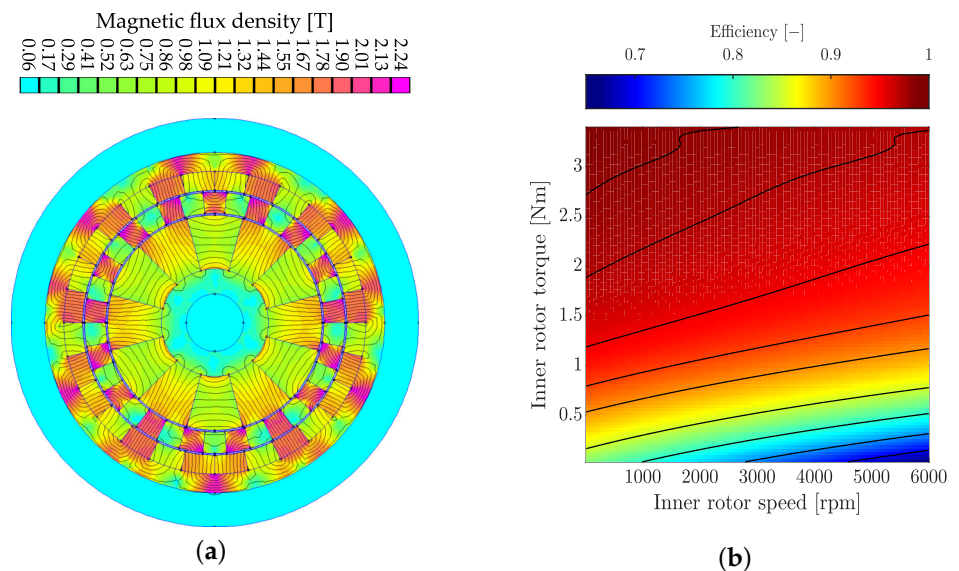 Magnetic flux density [T]
0.06 0.17 0.29 0.41 0.52 0.63 0.75 0.86 0.98 1.09 1.21 1.32 1.44 1.55 1.67 1.78 1.90 2.01 2.13 2.24
(a)
Efficiency [−]
0.7 0.8 0.9 1
Inner rotor torque [Nm]
3
2.5
2
1.5
1
0.5
1000 2000 3000 4000 5000 6000
Inner rotor speed [rpm]
(b)